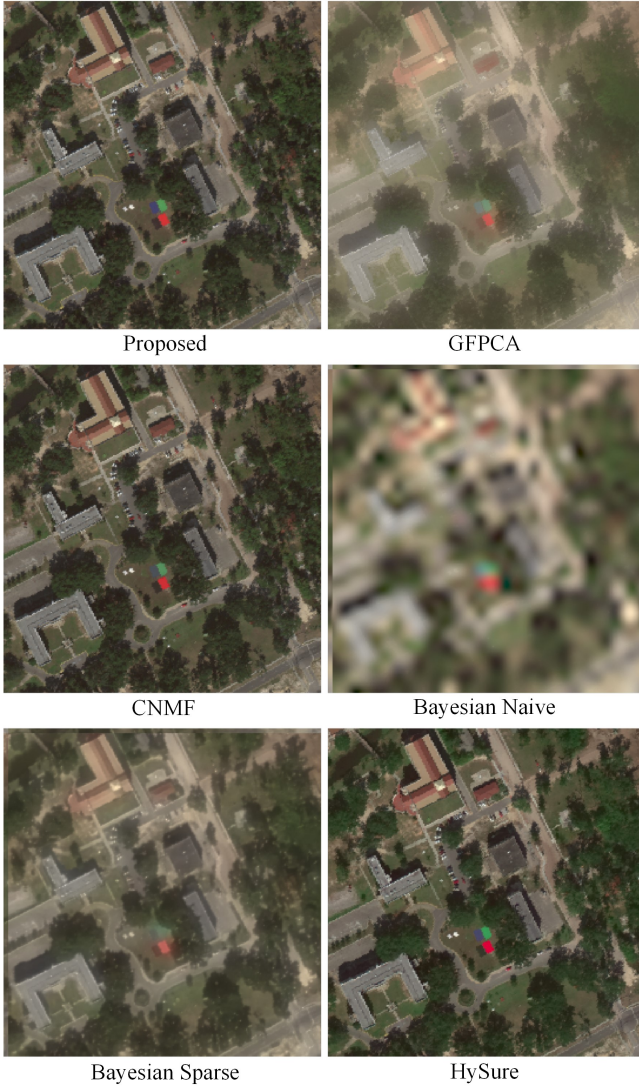 Proposed
GFPCA
CNMF
Bayesian Naive
Bayesian Sparse
HySure